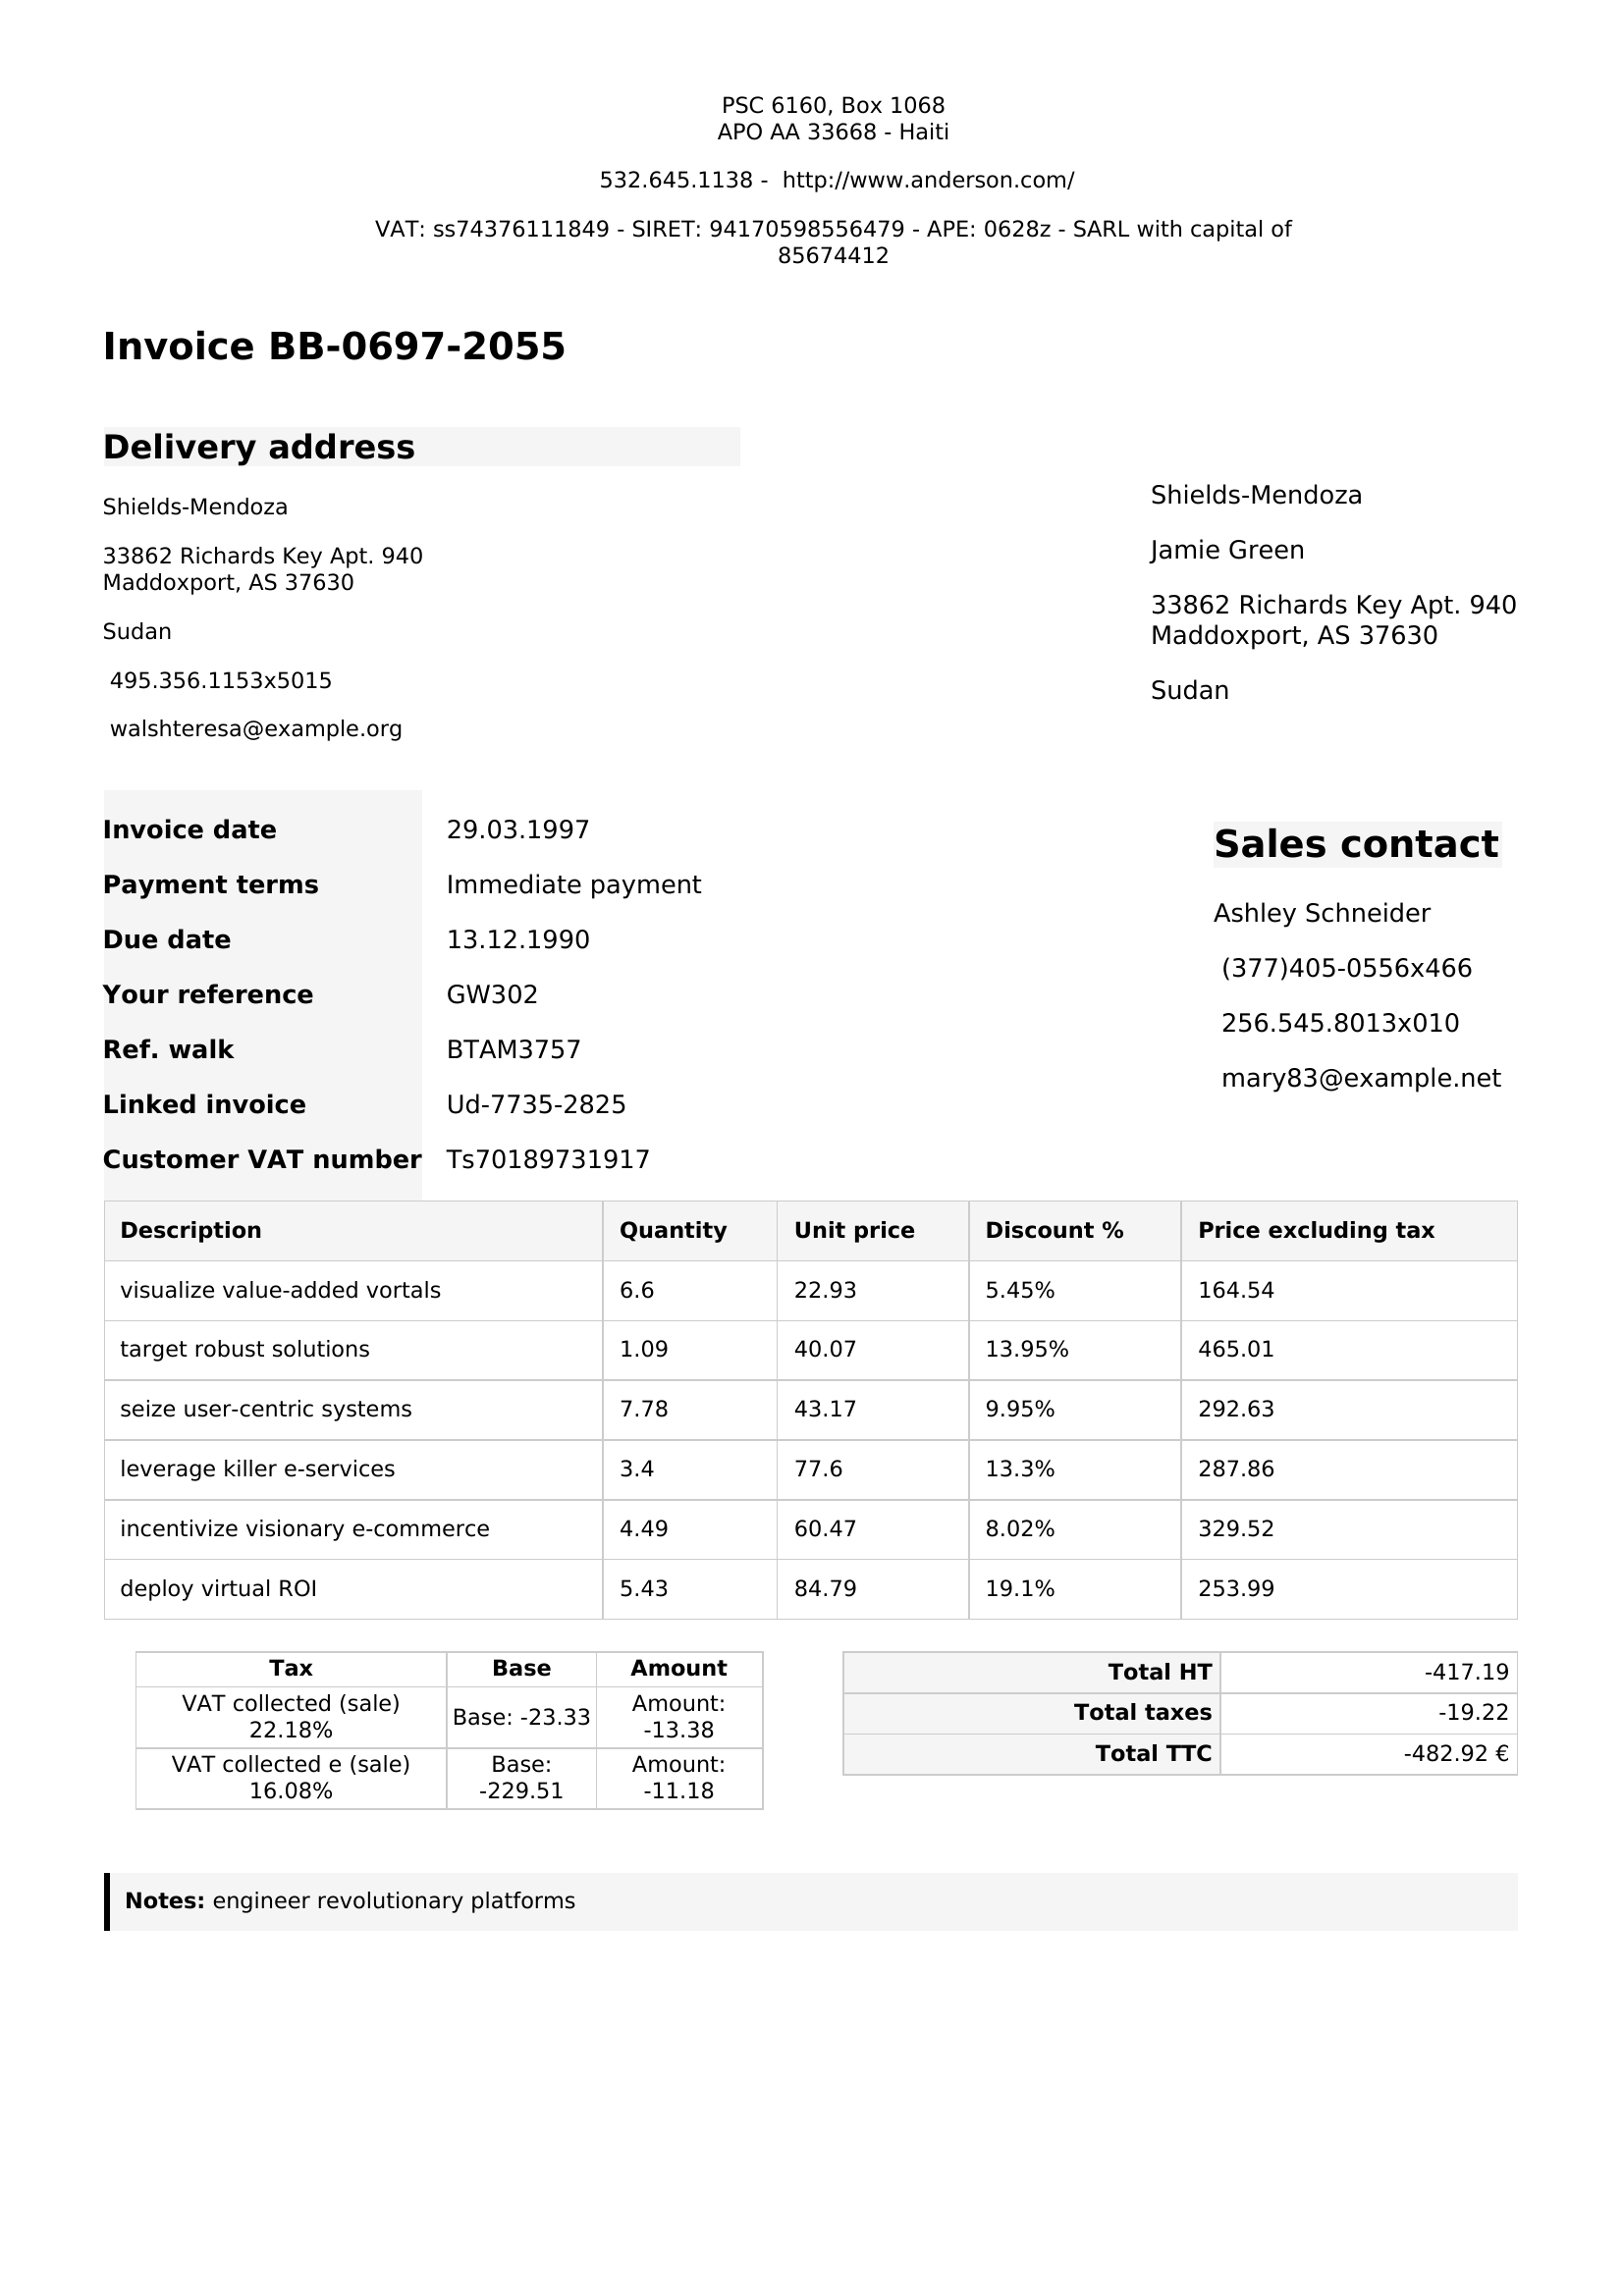 PSC 6160, Box 1068
APO AA 33668 - Haiti
532.645.1138 - http://www.anderson.com/
VAT: ss74376111849 - SIRET: 94170598556479 - APE: 0628z - SARL with capital of
85674412
Invoice BB-0697-2055
Delivery address
Shields-Mendoza
33862 Richards Key Apt. 940
Maddoxport, AS 37630
Sudan
495.356.1153x5015
walshteresa@example.org
Shields-Mendoza
Jamie Green
33862 Richards Key Apt. 940
Maddoxport, AS 37630
Sudan
Invoice date 29.03.1997
Payment terms Immediate payment
Due date 13.12.1990
Your reference GW302
Ref. walk BTAM3757
Linked invoice Ud-7735-2825
Customer VAT number Ts70189731917
Sales contact
Ashley Schneider
(377)405-0556x466
256.545.8013x010
mary83@example.net
Description Quantity Unit price Discount % Price excluding tax
visualize value-added vortals 6.6 22.93 5.45% 164.54
target robust solutions 1.09 40.07 13.95% 465.01
seize user-centric systems 7.78 43.17 9.95% 292.63
leverage killer e-services 3.4 77.6 13.3% 287.86
incentivize visionary e-commerce 4.49 60.47 8.02% 329.52
deploy virtual ROI 5.43 84.79 19.1% 253.99
Tax Base Amount
VAT collected (sale) 22.18% Base: -23.33 Amount: -13.38
VAT collected e (sale) 16.08% Base: -229.51 Amount: -11.18
Total HT -417.19
Total taxes -19.22
Total TTC -482.92 €
Notes: engineer revolutionary platforms